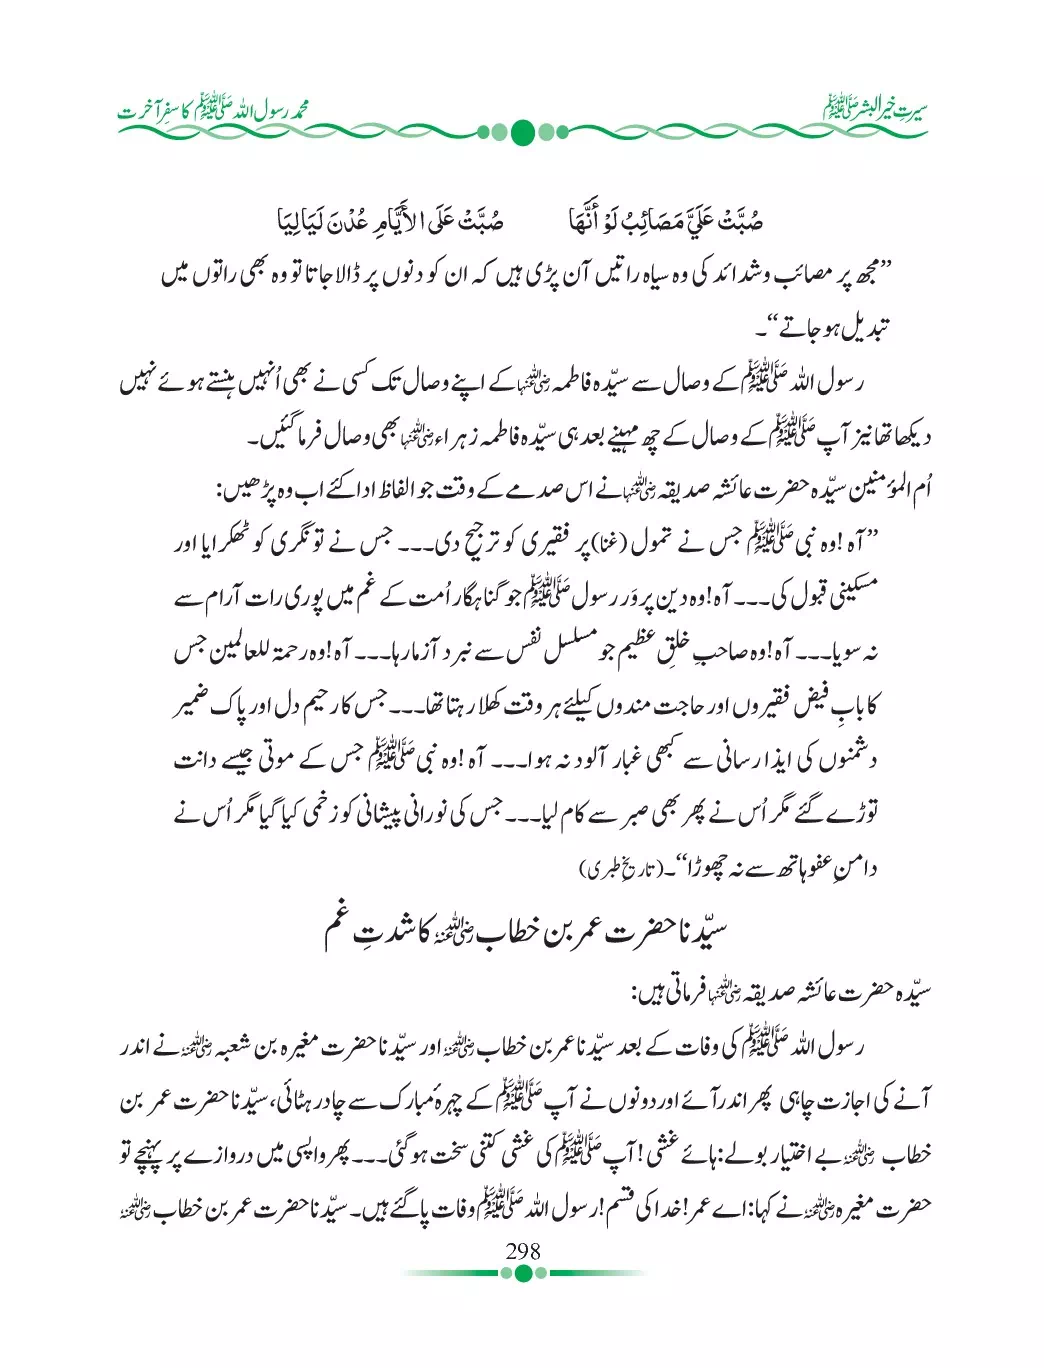 سیرتِ خیر البشر ﷺ
محمد رسول اللہ ﷺ کا سفرِ آخرت
صُبَّتْ عَلَيَّ مَصَائِبُ لَوْ أَنَّهَا صُبَّتْ عَلَى الأَيَّامِ عُدْنَ لَيَالِيَا
”مجھ پر مصائب وشدائد کی وہ سیاہ راتیں آن پڑی ہیں کہ ان کو دنوں پر ڈالا جاتا تو وہ بھی راتوں میں
تبدیل ہو جاتے“۔
رسول اللہ ﷺ کے وصال سے سیّدہ فاطمہ رضی اللہ عنہا کے اپنے وصال تک کسی نے بھی اُنہیں ہنستے ہوئے نہیں
دیکھا تھا نیز آپ ﷺ کے وصال کے چھ مہینے بعد ہی سیّدہ فاطمہ زہراء رضی اللہ عنہا بھی وصال فرما گئیں۔
اُم المؤمنین سیّدہ حضرت عائشہ صدیقہ رضی اللہ عنہا نے اس صدمے کے وقت جو الفاظ ادا کئے اب وہ پڑھیں:
”آہ! وہ نبی ﷺ جس نے تمول (غنا) پر فقیری کو ترجیح دی۔۔۔ جس نے تونگری کو ٹھکرایا اور
مسکینی قبول کی۔۔۔ آہ! وہ دین پروَر رسول ﷺ جو گناہگار اُمت کے غم میں پوری رات آرام سے
نہ سویا۔۔۔ آہ! وہ صاحبِ خلقِ عظیم جو مسلسل نفس سے نبرد آزما رہا۔۔۔ آہ! وہ رحمۃ للعالمین جس
کا بابِ فیض فقیروں اور حاجت مندوں کیلئے ہر وقت کھلا رہتا تھا۔۔۔ جس کا رحیم دل اور پاک ضمیر
دشمنوں کی ایذا رسانی سے کبھی غبار آلود نہ ہوا۔۔۔ آہ! وہ نبی ﷺ جس کے موتی جیسے دانت
توڑے گئے مگر اُس نے پھر بھی صبر سے کام لیا۔۔۔ جس کی نورانی پیشانی کو زخمی کیا گیا مگر اُس نے
دامنِ عفو ہاتھ سے نہ چھوڑا“۔ (تاریخِ طبری)
سیّدنا حضرت عمر بن خطاب رضی اللہ عنہ کا شدتِ غم
سیّدہ حضرت عائشہ صدیقہ رضی اللہ عنہا فرماتی ہیں:
رسول اللہ ﷺ کی وفات کے بعد سیّدنا عمر بن خطاب رضی اللہ عنہ اور سیّدنا حضرت مغیرہ بن شعبہ رضی اللہ عنہ نے اندر
آنے کی اجازت چاہی پھر اندر آئے اور دونوں نے آپ ﷺ کے چہرۂ مبارک سے چادر ہٹائی، سیّدنا حضرت عمر بن
خطاب رضی اللہ عنہ بے اختیار بولے: ہائے غشی! آپ ﷺ کی غشی کتنی سخت ہو گئی۔۔۔ پھر واپسی میں دروازے پر پہنچے تو
حضرت مغیرہ رضی اللہ عنہ نے کہا: اے عمر! خدا کی قسم! رسول اللہ ﷺ وفات پا گئے ہیں۔ سیّدنا حضرت عمر بن خطاب رضی اللہ عنہ
298